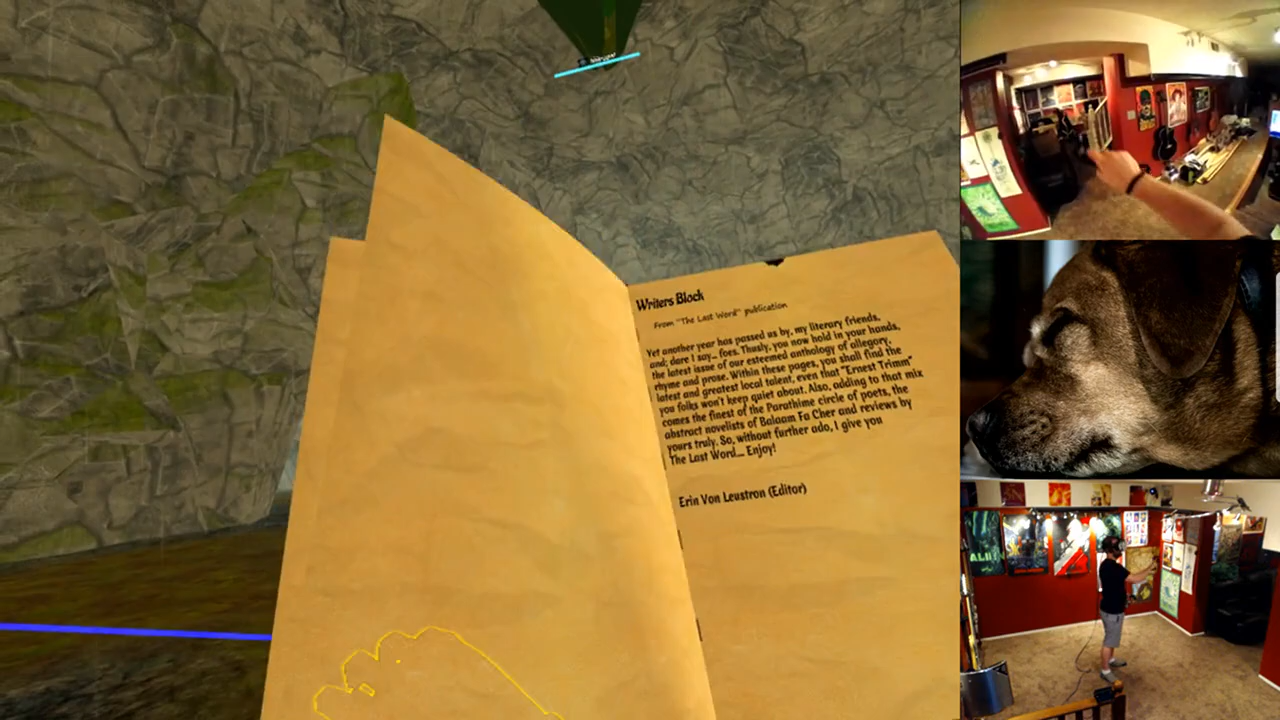 Writers Block
From "The Last Word" publication
Yet another year has passed us by, my literary friends,
and; dare I say... foes. Thusly, you now hold in your hands,
the latest issue of our esteemed anthology of allegory,
rhyme and prose. Within these pages, you shall find the
latest and greatest local talent, even that "Ernest Trimm"
you folks won't keep quiet about. Also, adding to that mix
comes the finest of the Parathime circle of poets, the
abstract novelists of Balaam Fa Cher and reviews by
yours truly. So, without further ado, I give you
The Last Word... Enjoy!
Erin Von Leustron (Editor)
ALIEN